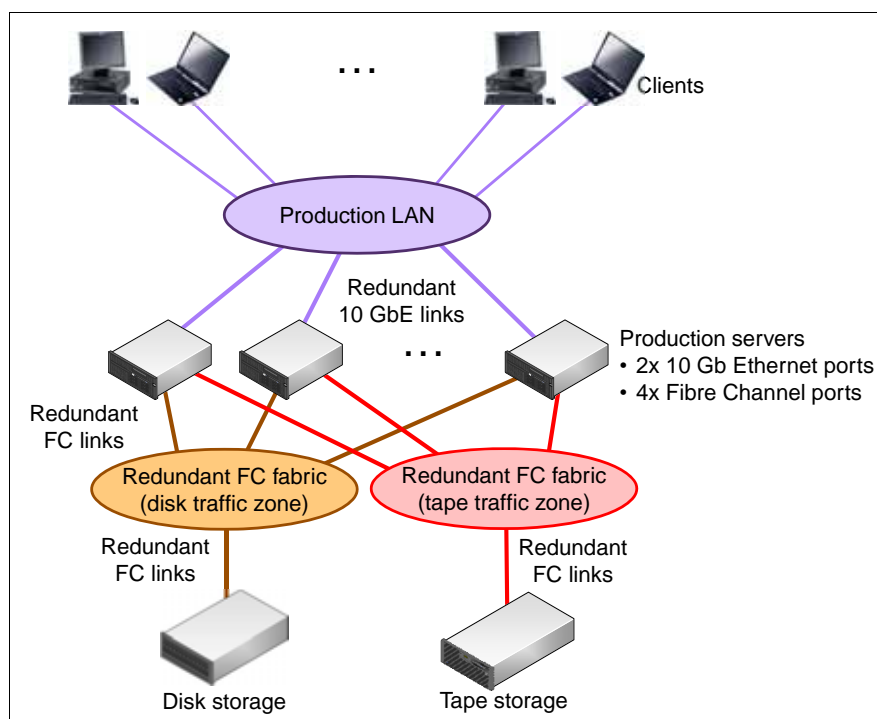 ...
Clients
Production LAN
Redundant
10 GbE links
...
Production servers
• 2x 10 Gb Ethernet ports
• 4x Fibre Channel ports
Redundant
FC links
Redundant FC fabric
(disk traffic zone)
Redundant FC fabric
(tape traffic zone)
Redundant
FC links
Redundant
FC links
Disk storage
Tape storage